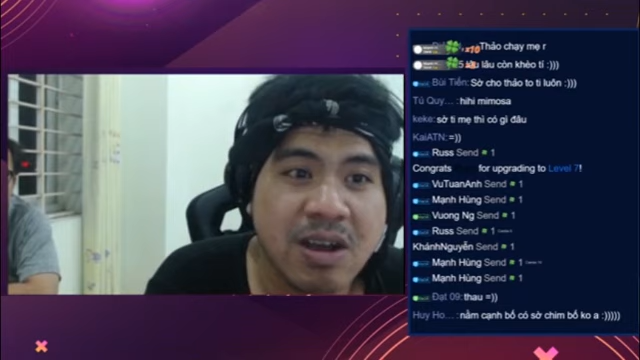 Thảo chạy mẹ r
lâu lâu còn khèo tí :)))
Bùi Tiến: Sờ cho thảo to ti luôn :)))
Tú Quy... :hihi mimosa
keke: sờ ti mẹ thì có gì đâu
KaiATN: =))
Russ Send 1
Congrats for upgrading to Level 7!
VuTuanAnh Send 1
Mạnh Hùng Send 1
Vuong Ng Send 1
Russ Send 1
KhánhNguyễn Send 1
Mạnh Hùng Send 1
Mạnh Hùng Send 1
Đạt 09: thau =))
Huy Ho... :nằm cạnh bố có sờ chim bố ko a :)))))